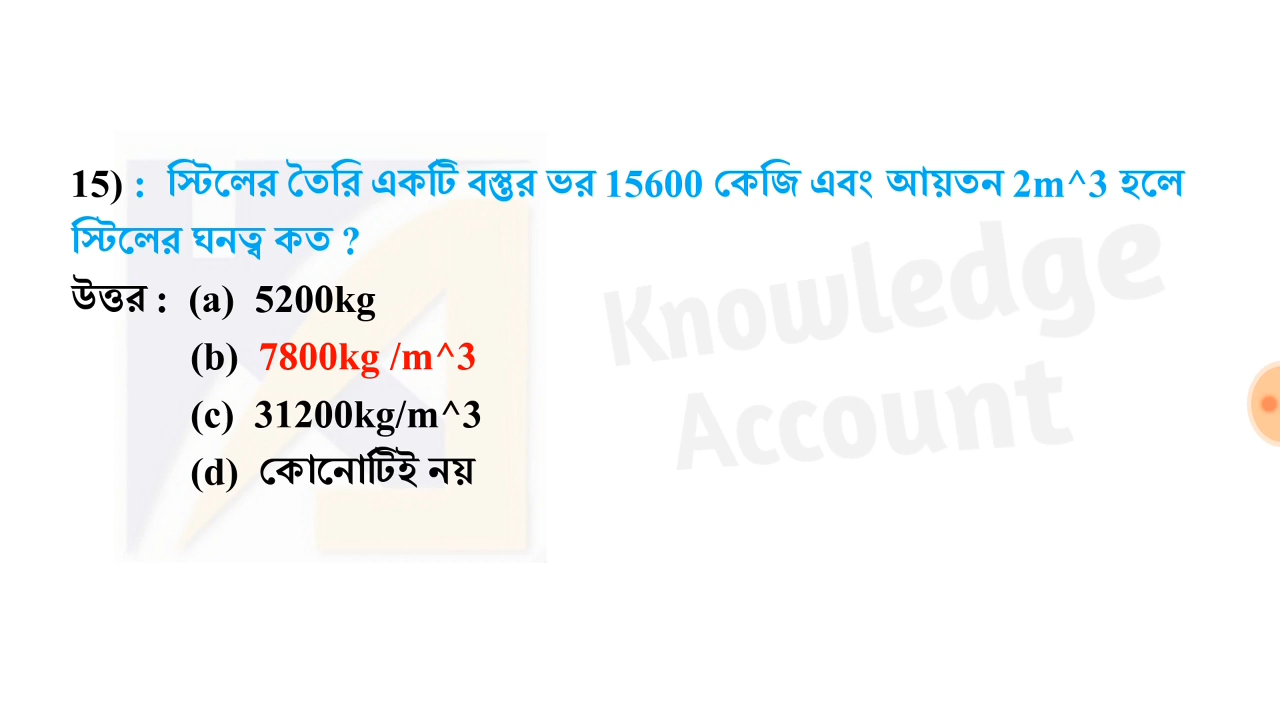 15) : স্টিলের তৈরি একটি বস্তুর ভর 15600 কেজি এবং আয়তন 2m^3 হলে
স্টিলের ঘনত্ব কত ?
উত্তর : (a) 5200kg
(b) 7800kg /m^3
(c) 31200kg/m^3
(d) কোনোটিই নয়
Knowledge
Account